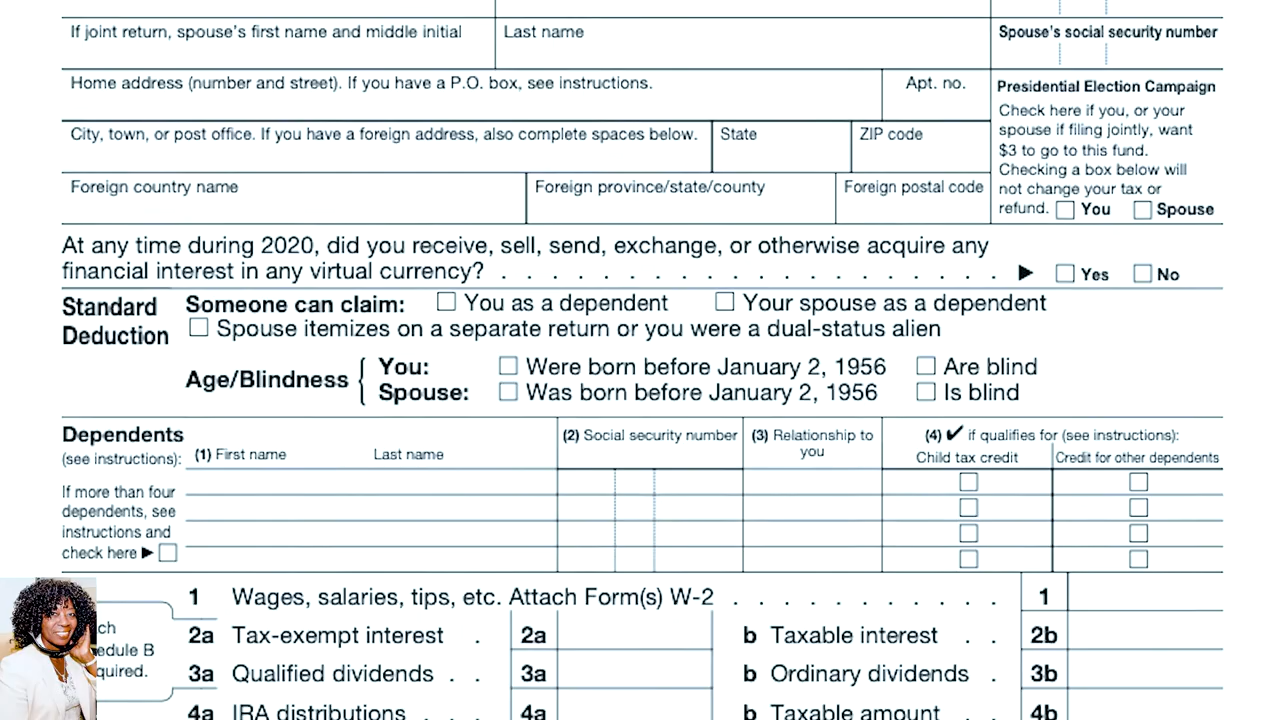 If joint return, spouse's first name and middle initial Last name Spouse's social security number
Home address (number and street). If you have a P.O. box, see instructions. Apt. no.
City, town, or post office. If you have a foreign address, also complete spaces below. State ZIP code
Foreign country name Foreign province/state/county Foreign postal code
Presidential Election Campaign
Check here if you, or your
spouse if filing jointly, want
$3 to go to this fund.
Checking a box below will
not change your tax or
refund. You Spouse
At any time during 2020, did you receive, sell, send, exchange, or otherwise acquire any
financial interest in any virtual currency? . . . . . . . . . . . . . . . . . . . . ▶ Yes No
Standard
Deduction
Someone can claim: You as a dependent Your spouse as a dependent
Spouse itemizes on a separate return or you were a dual-status alien
Age/Blindness
You: Were born before January 2, 1956 Are blind
Spouse: Was born before January 2, 1956 Is blind
Dependents
(see instructions):
(1) First name Last name
(2) Social security number
(3) Relationship to
you
(4) ✔ if qualifies for (see instructions):
Child tax credit Credit for other dependents
If more than four
dependents, see
instructions and
check here ▶
1 Wages, salaries, tips, etc. Attach Form(s) W-2 . . . . . . . . . . . 1
ch
edule B
quired.
2a Tax-exempt interest . 2a b Taxable interest . . 2b
3a Qualified dividends . . 3a b Ordinary dividends . . 3b
4a IRA distributions . . 4a b Taxable amount . . 4b